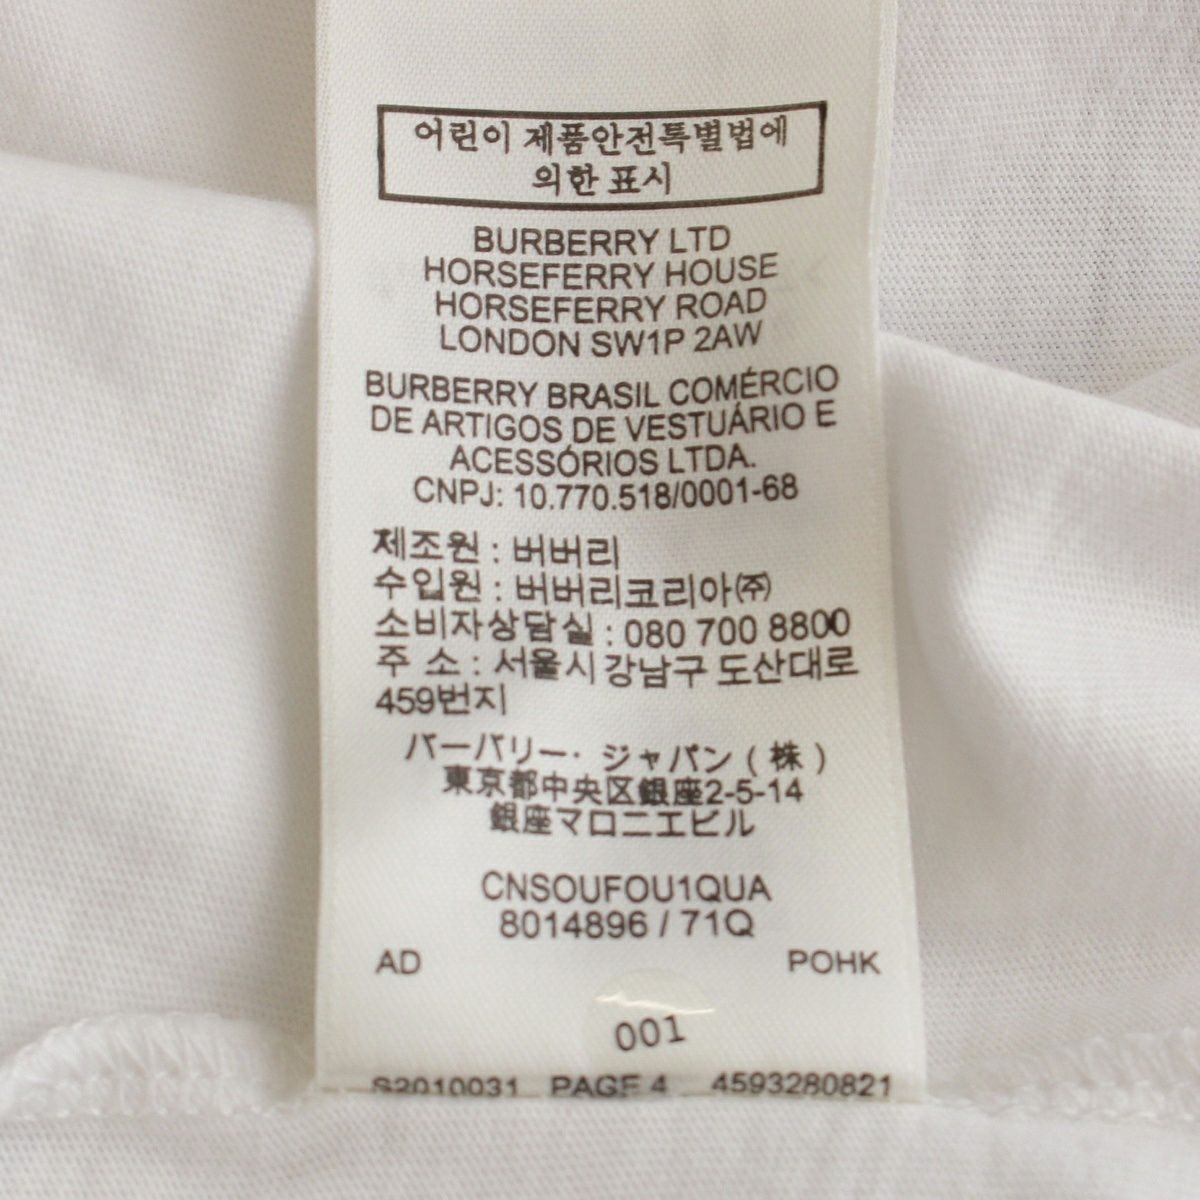 어린이 제품안전특별법에
의한 표시
BURBERRY LTD
HORSEFERRY HOUSE
HORSEFERRY ROAD
LONDON SW1P 2AW
BURBERRY BRASIL COMÉRCIO
DE ARTIGOS DE VESTUÁRIO E
ACESSÓRIOS LTDA.
CNPJ: 10.770.518/0001-68
제조원 : 버버리
수입원 : 버버리코리아㈜
소비자상담실 : 080 700 8800
주 소 : 서울시 강남구 도산대로
459번지
バーバリー・ジャパン ( 株 )
東京都中央区銀座2-5-14
銀座マロニエビル
CNSOUFOU1QUA
8014896 / 71Q
AD POHK
001
S2010031 PAGE 4 4593280821